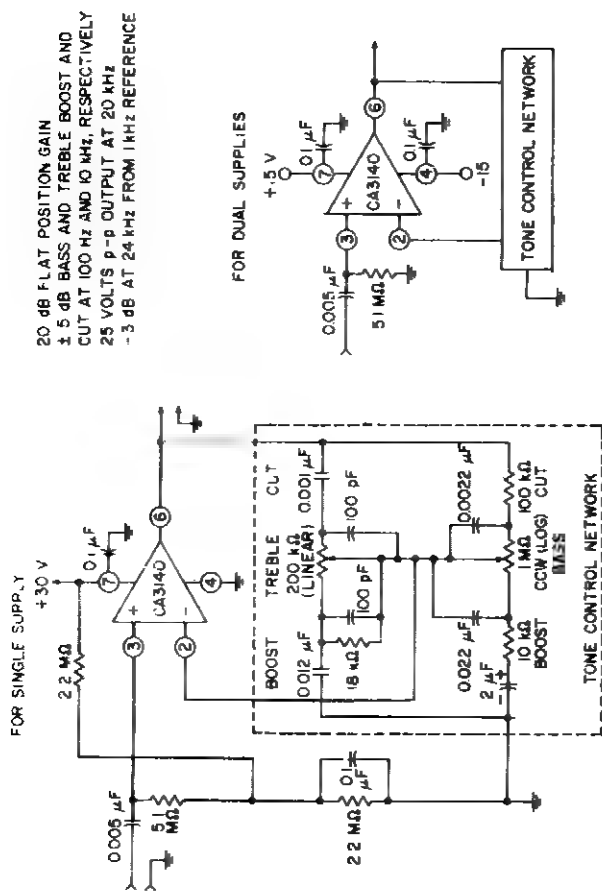 20 dB FLAT POSITION GAIN
± 5 dB BASS AND TREBLE BOOST AND
CUT AT 100 Hz AND 10 kHz, RESPECTIVELY
25 VOLTS p-p OUTPUT AT 20 kHz
-3 dB AT 24 kHz FROM 1 kHz REFERENCE
FOR SINGLE SUPPLY
+30 V
2.2 MΩ
0.1 µF
7
CA3140
+
-
3
2
6
4
0.005 µF
5.1
MΩ
2.2 MΩ
0.1
µF
BOOST TREBLE CUT
200 kΩ
(LINEAR)
0.012 µF
0.001 µF
18 kΩ
100 pF
100 pF
0.022 µF
0.0022 µF
2 µF
- +
10 kΩ
1 MΩ
100 kΩ
BOOST CCW (LOG) CUT
BASS
TONE CONTROL NETWORK
FOR DUAL SUPPLIES
+15 V
7
0.1 µF
CA3140
+
-
3
2
6
4
0.1 µF
-15
0.005 µF
5.1 MΩ
TONE CONTROL NETWORK